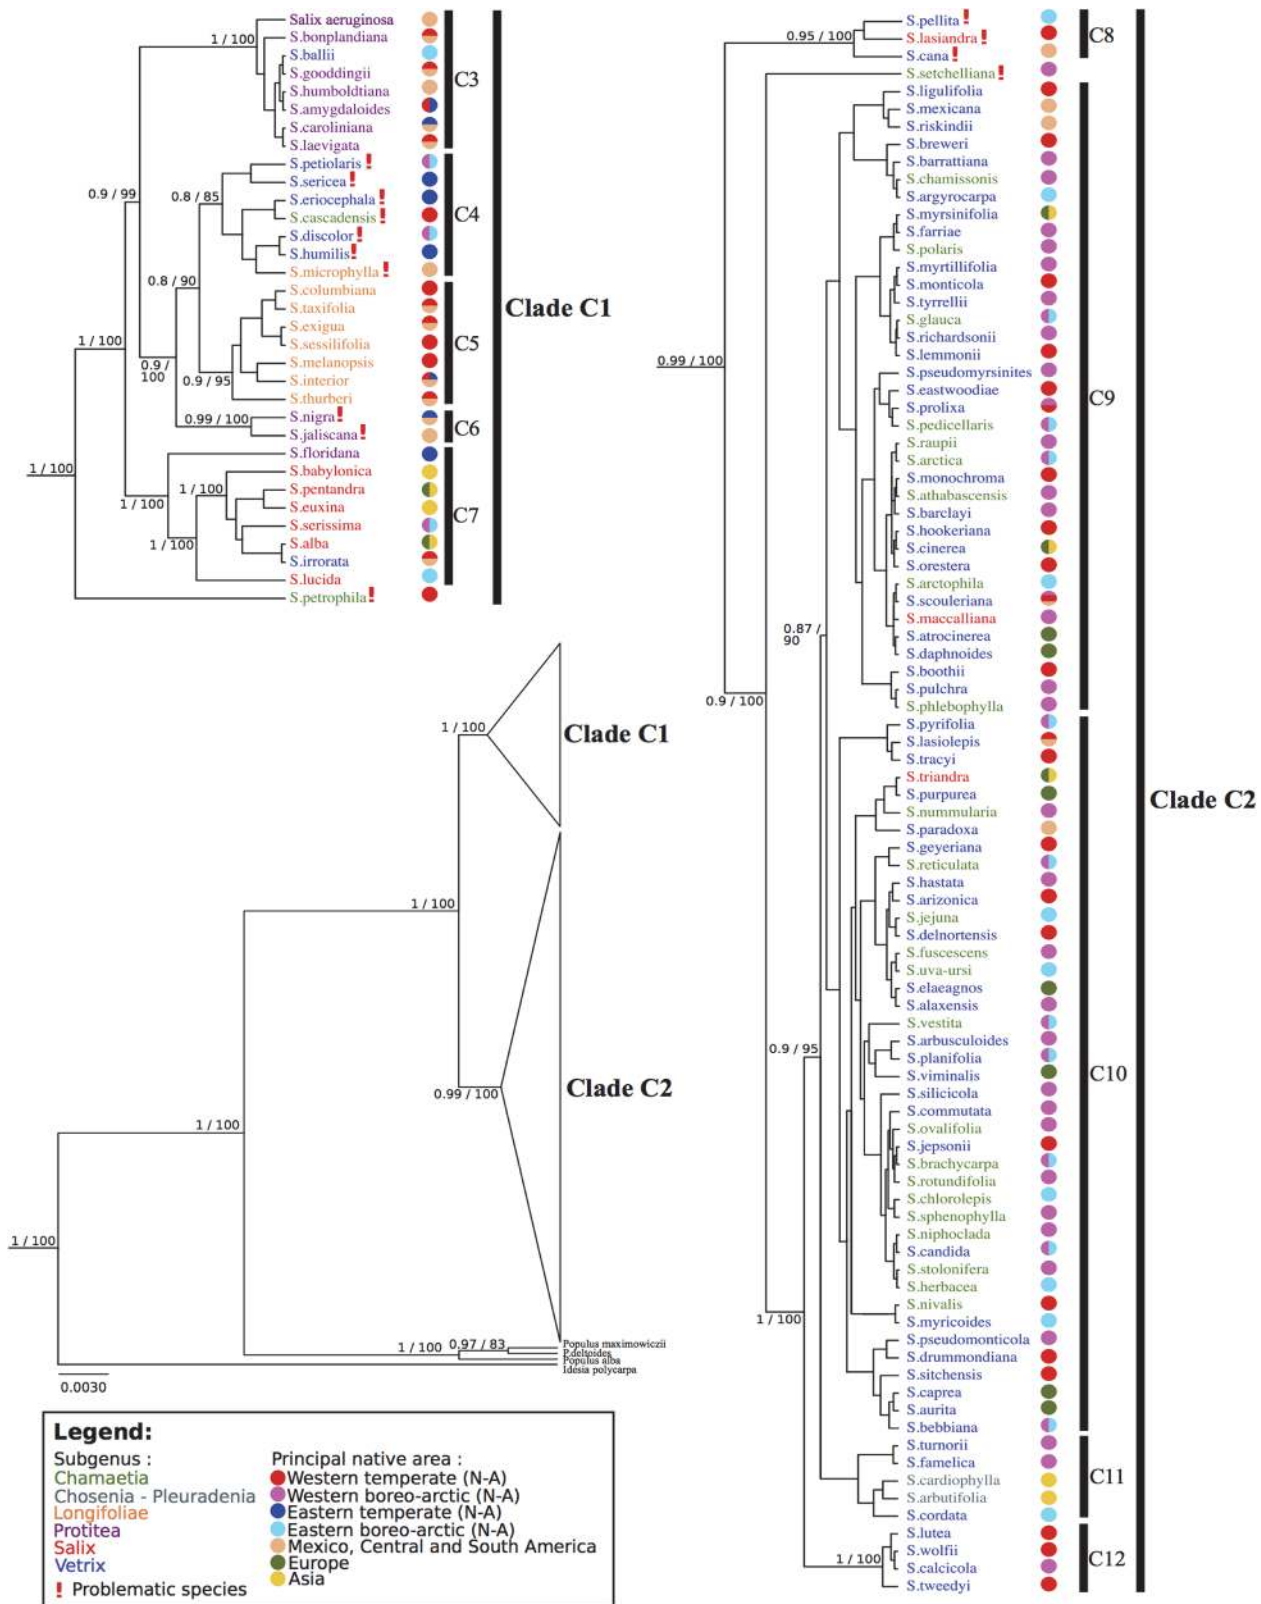 Salix aeruginosa
S.bonplandiana
S.ballii
S.gooddingii
S.humboldtiana
S.amygdaloides
S.caroliniana
S.laevigata
S.petiolaris !
S.sericea !
S.eriocephala !
S.cascadensis !
S.discolor !
S.humilis !
S.microphylla !
S.columbiana
S.taxifolia
S.exigua
S.sessilifolia
S.melanopsis
S.interior
S.thurberi
S.nigra !
S.jaliscana !
S.floridana
S.babylonica
S.pentandra
S.euxina
S.serissima
S.alba
S.irrorata
S.lucida
S.petrophila !
1 / 100
0.9 / 99
0.8 / 85
0.8 / 90
1 / 100
0.9 /
100
0.9 / 95
0.99 / 100
1 / 100
1 / 100
1 / 100
1 / 100
C3
C4
C5
C6
C7
Clade C1
1 / 100
Clade C1
1 / 100
0.99 / 100
Clade C2
1 / 100
1 / 100
1 / 100
0.97 / 83
Populus maximowiczii
P.deltoides
Populus alba
Idesia polycarpa
0.0030
Legend:
Subgenus :
Chamaetia
Chosenia - Pleuradenia
Longifoliae
Protitea
Salix
Vetrix
! Problematic species
Principal native area :
Western temperate (N-A)
Western boreo-arctic (N-A)
Eastern temperate (N-A)
Eastern boreo-arctic (N-A)
Mexico, Central and South America
Europe
Asia
S.pellita !
S.lasiandra !
S.cana !
S.setchelliana !
S.ligulifolia
S.mexicana
S.riskindii
S.breweri
S.barrattiana
S.chamissonis
S.argyrocarpa
S.myrsinifolia
S.farriae
S.polaris
S.myrtillifolia
S.monticola
S.tyrrellii
S.glauca
S.richardsonii
S.lemmonii
S.pseudomyrsinites
S.eastwoodiae
S.prolixa
S.pedicellaris
S.raupii
S.arctica
S.monochroma
S.athabascensis
S.barclayi
S.hookeriana
S.cinerea
S.orestera
S.arctophila
S.scouleriana
S.maccalliana
S.atrocinerea
S.daphnoides
S.boothii
S.pulchra
S.phlebophylla
S.pyrifolia
S.lasiolepis
S.tracyi
S.triandra
S.purpurea
S.nummularia
S.paradoxa
S.geyeriana
S.reticulata
S.hastata
S.arizonica
S.jejuna
S.delnortensis
S.fuscescens
S.uva-ursi
S.elaeagnos
S.alaxensis
S.vestita
S.arbusculoides
S.planifolia
S.viminalis
S.silicicola
S.commutata
S.ovalifolia
S.jepsonii
S.brachycarpa
S.rotundifolia
S.chlorolepis
S.sphenophylla
S.niphoclada
S.candida
S.stolonifera
S.herbacea
S.nivalis
S.myricoides
S.pseudomonticola
S.drummondiana
S.sitchensis
S.caprea
S.aurita
S.bebbiana
S.turnorii
S.famelica
S.cardiophylla
S.arbutifolia
S.cordata
S.lutea
S.wolfii
S.calcicola
S.tweedyi
0.95 / 100
0.99 / 100
0.87 /
90
0.9 / 100
0.9 / 95
1 / 100
1 / 100
C8
C9
C10
C11
C12
Clade C2